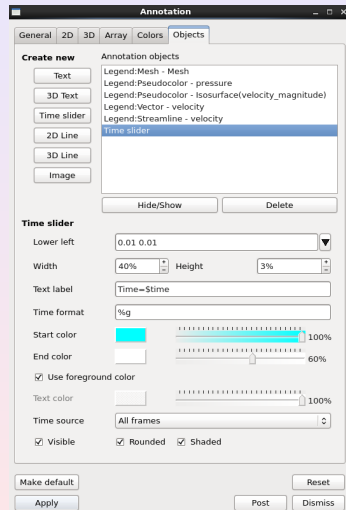 Annotation
General 2D 3D Array Colors Objects
Create new
Annotation objects
Text
3D Text
Time slider
2D Line
3D Line
Image
Legend:Mesh - Mesh
Legend:Pseudocolor - pressure
Legend:Pseudocolor - Isosurface(velocity_magnitude)
Legend:Vector - velocity
Legend:Streamline - velocity
Time slider
Hide/Show Delete
Time slider
Lower left 0.01 0.01
Width 40% Height 3%
Text label Time=$time
Time format %g
Start color 100%
End color 60%
Use foreground color
Text color 100%
Time source All frames
Visible Rounded Shaded
Make default Reset
Apply Post Dismiss